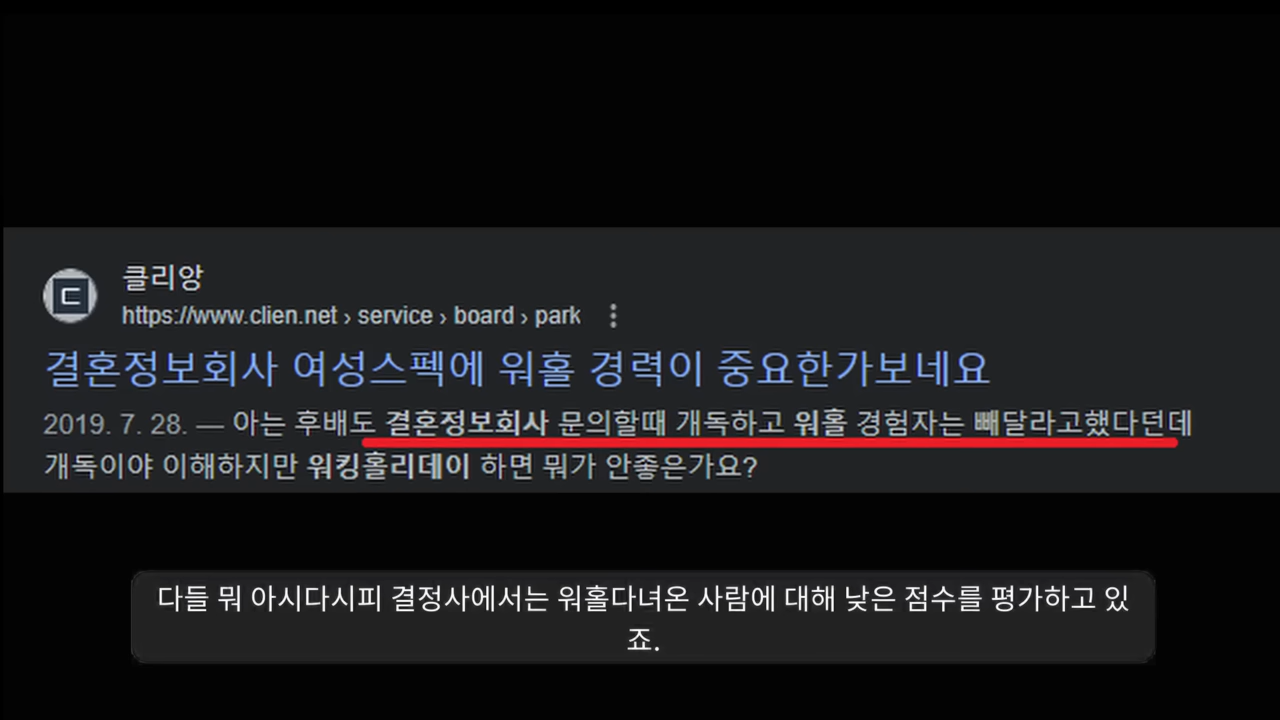 클리앙
https://www.clien.net › service › board › park
결혼정보회사 여성스펙에 워홀 경력이 중요한가보네요
2019. 7. 28. — 아는 후배도 결혼정보회사 문의할때 개독하고 워홀 경험자는 빼달라고했다던데
개독이야 이해하지만 워킹홀리데이 하면 뭐가 안좋은가요?
다들 뭐 아시다시피 결정사에서는 워홀다녀온 사람에 대해 낮은 점수를 평가하고 있
죠.